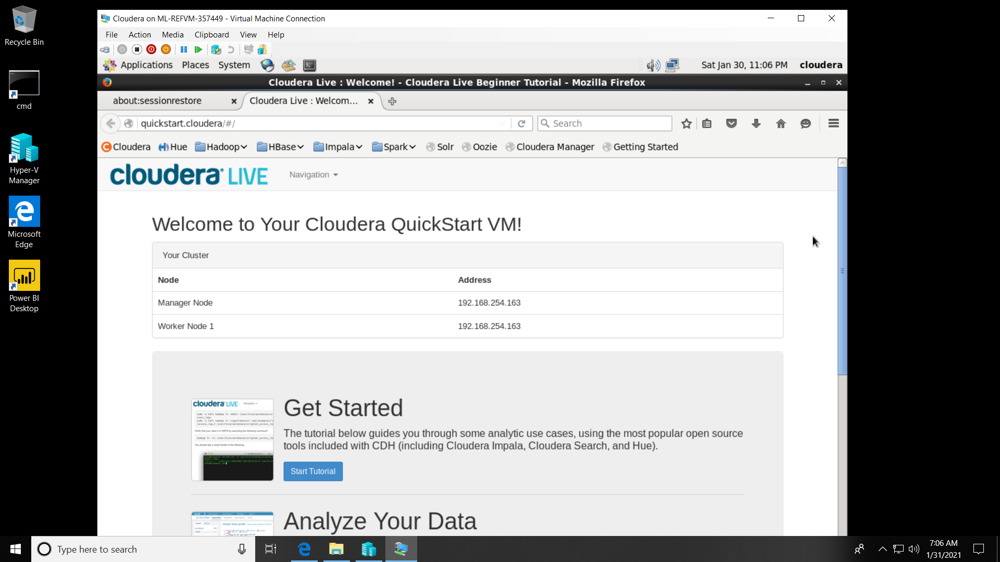 Recycle Bin
cmd
Hyper-V
Manager
Microsoft
Edge
Power BI
Desktop
Cloudera on ML-REFVM-357449 - Virtual Machine Connection
File Action Media Clipboard View Help
Applications Places System Sat Jan 30, 11:06 PM cloudera
Cloudera Live : Welcome! - Cloudera Live Beginner Tutorial - Mozilla Firefox
about:sessionrestore Cloudera Live : Welcom...
quickstart.cloudera/#/ Search
Cloudera Hue Hadoop HBase Impala Spark Solr Oozie Cloudera Manager Getting Started
cloudera LIVE Navigation
Welcome to Your Cloudera QuickStart VM!
Your Cluster
Node Address
Manager Node 192.168.254.163
Worker Node 1 192.168.254.163
cloudera LIVE Navigation
Get Started
The tutorial below guides you through some analytic use cases, using the most popular open source
tools included with CDH (including Cloudera Impala, Cloudera Search, and Hue).
Start Tutorial
Analyze Your Data
Type here to search
7:06 AM
1/31/2021